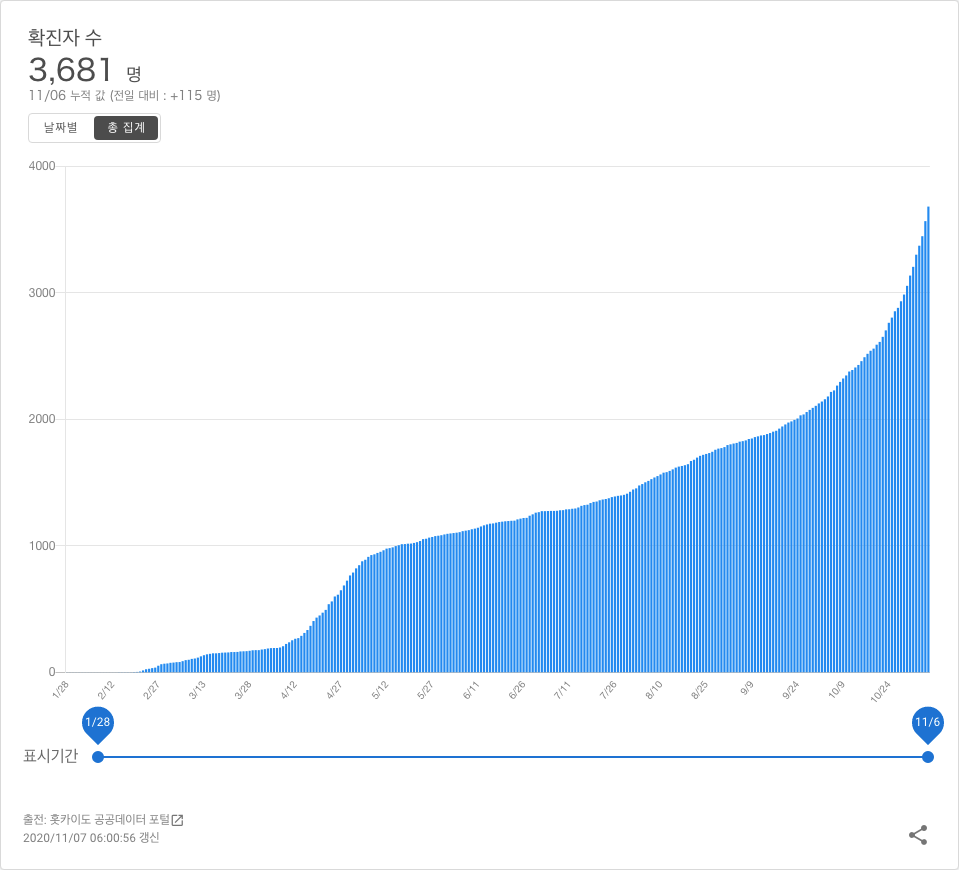 확진자 수
3,681 명
11/06 누적 값 (전일 대비 : +115 명)
날짜별 총 집계
4000
3000
2000
1000
0
1/28 2/12 2/27 3/13 3/28 4/12 4/27 5/12 5/27 6/11 6/26 7/11 7/26 8/10 8/25 9/9 9/24 10/9 10/24
1/28 11/6
표시기간
출전: 홋카이도 공공데이터 포털
2020/11/07 06:00:56 갱신